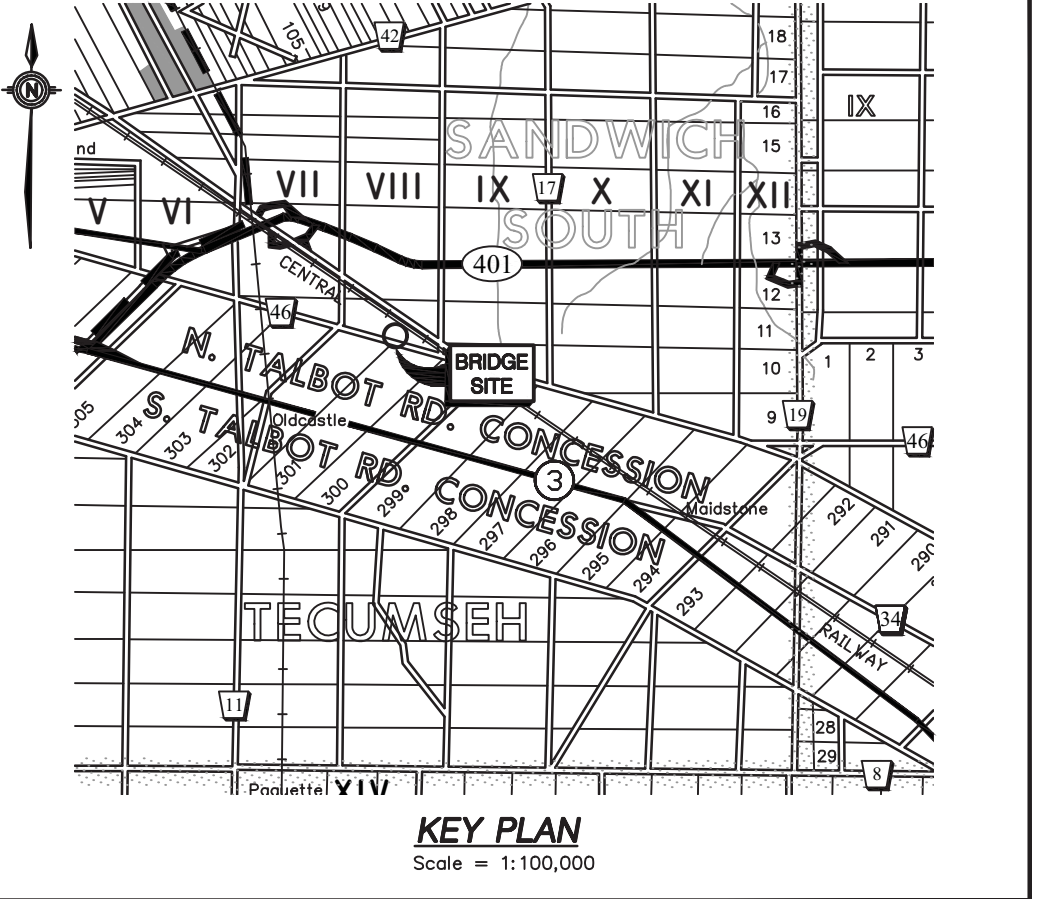 N
42
105
18
17
16
15
13
12
11
10
9
IX
SANDWICH
SOUTH
nd
V
VI
VII
VIII
IX
17
X
XI
XII
401
CENTRAL
46
BRIDGE
SITE
1
2
3
19
46
N. TALBOT RD. CONCESSION
S. TALBOT RD CONCESSION
Oldcastle
3
Maidstone
304
303
302
301
300
299
298
297
296
295
294
293
292
291
290
34
RAILWAY
TECUMSEH
11
28
29
8
Paquette
XIV
KEY PLAN
Scale = 1:100,000